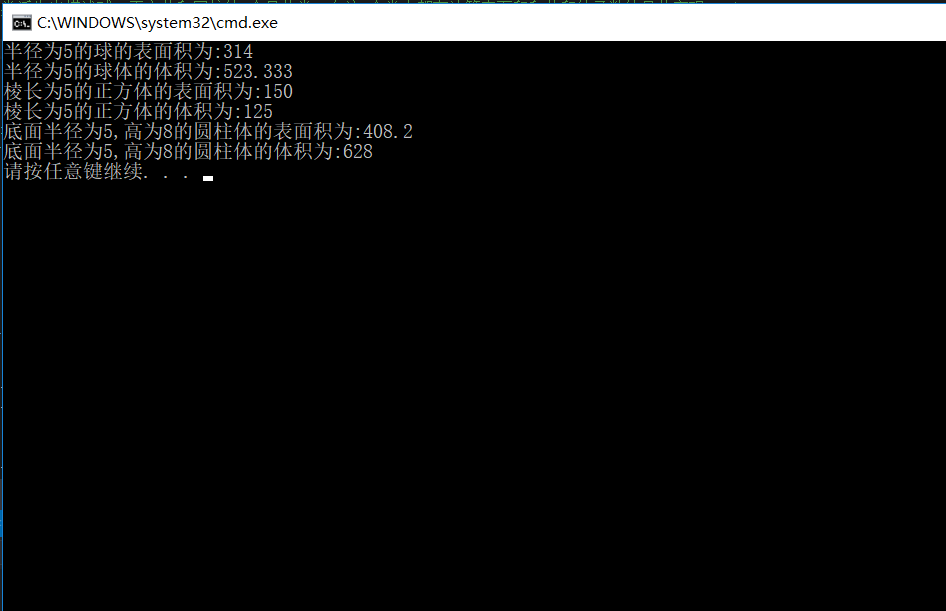 C:\WINDOWS\system32\cmd.exe
半径为5的球的表面积为:314
半径为5的球体的体积为:523.333
棱长为5的正方体的表面积为:150
棱长为5的正方体的体积为:125
底面半径为5,高为8的圆柱体的表面积为:408.2
底面半径为5,高为8的圆柱体的体积为:628
请按任意键继续. . .